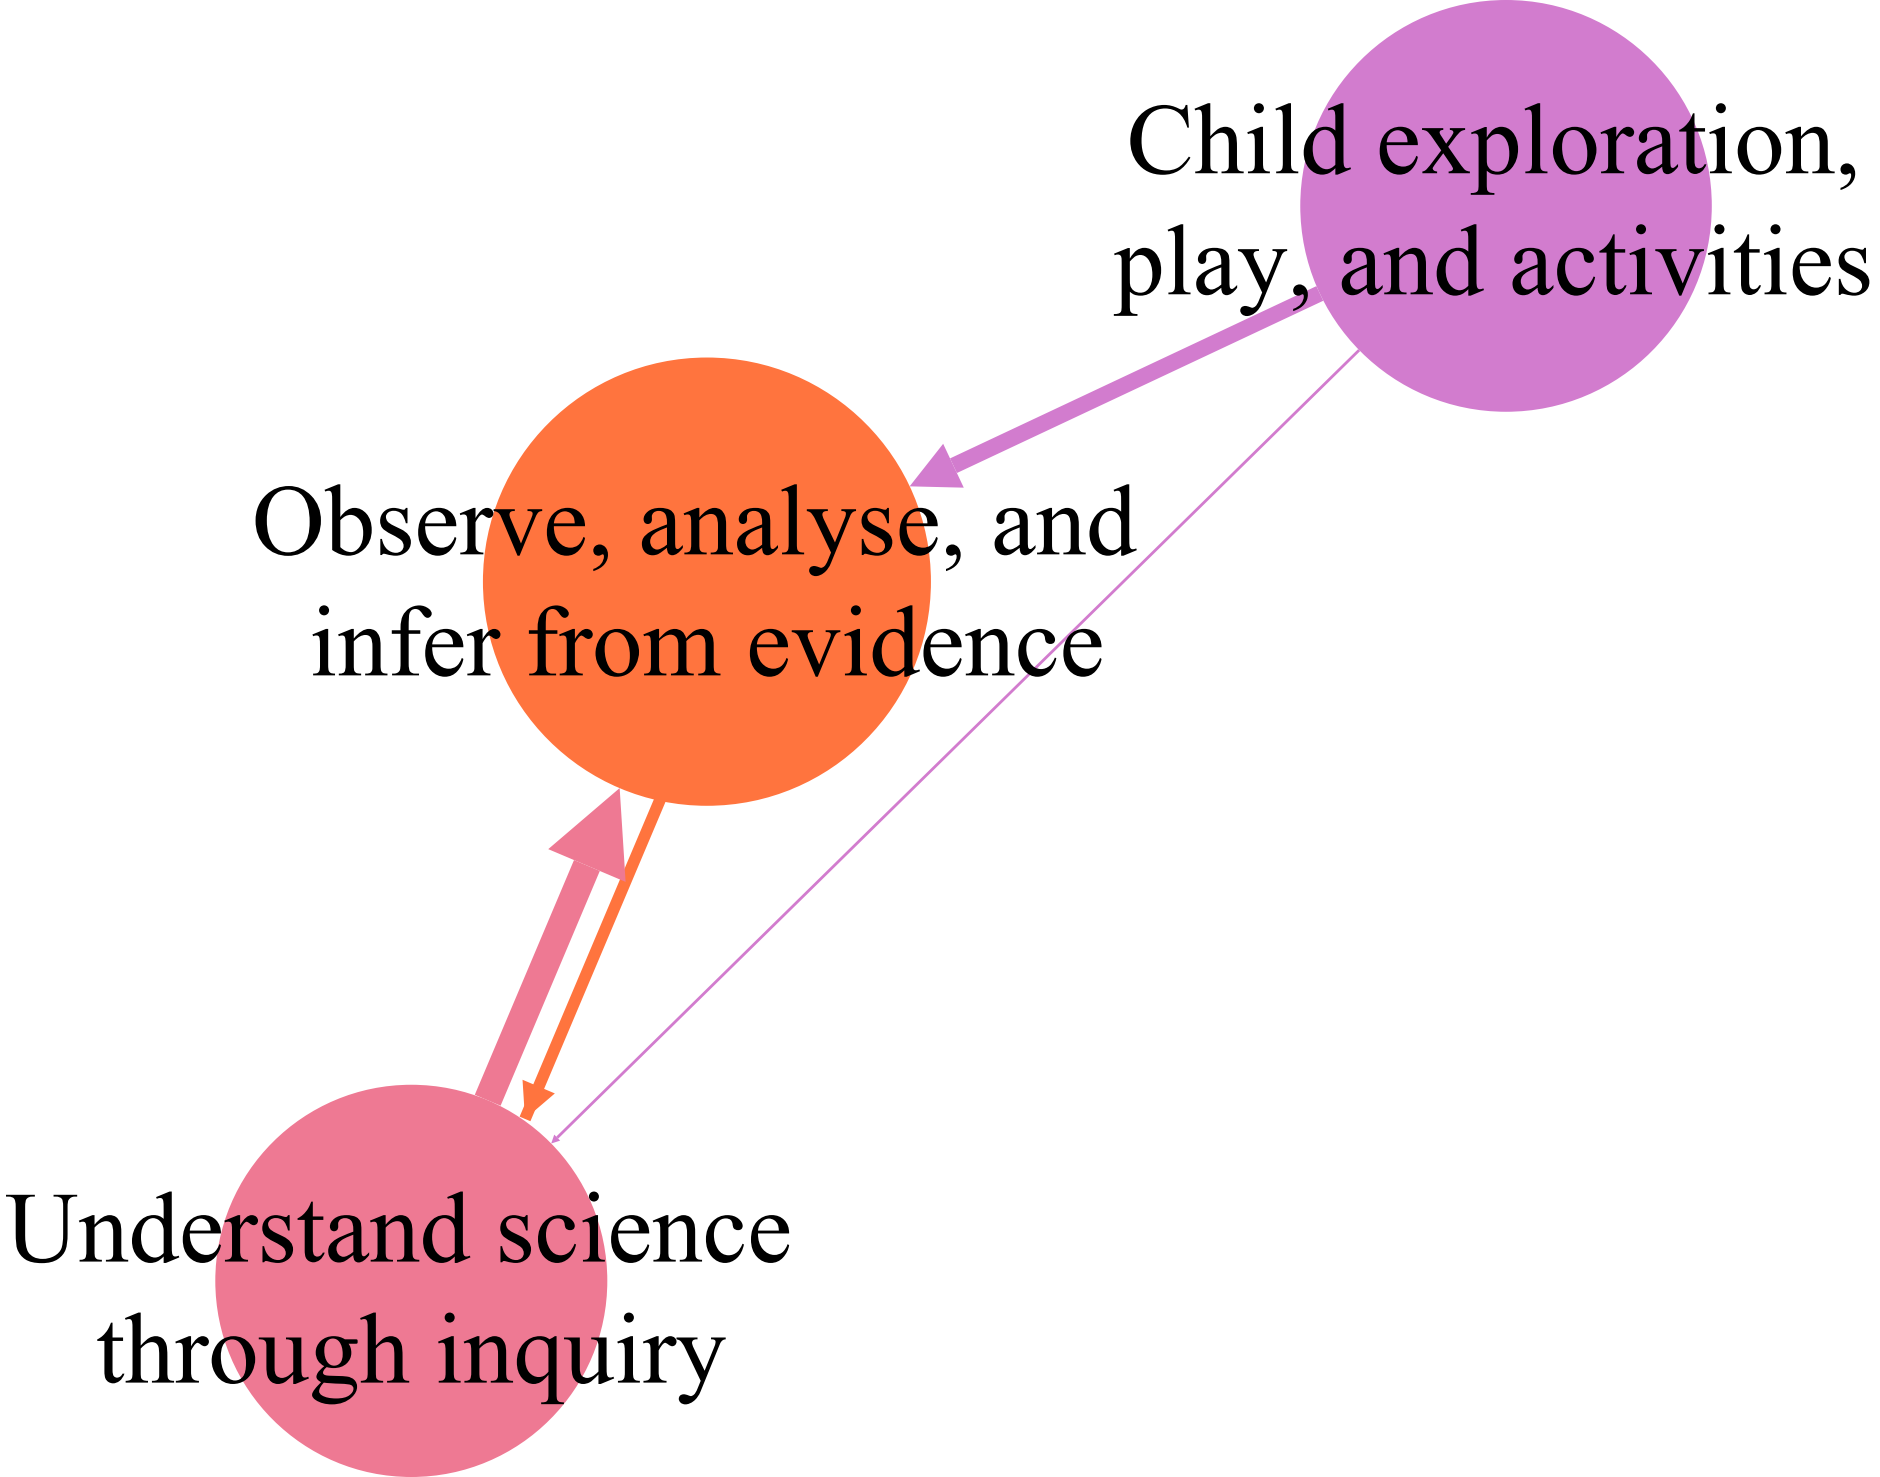 Child exploration,
play, and activities
Observe, analyse, and
infer from evidence
Understand science
through inquiry